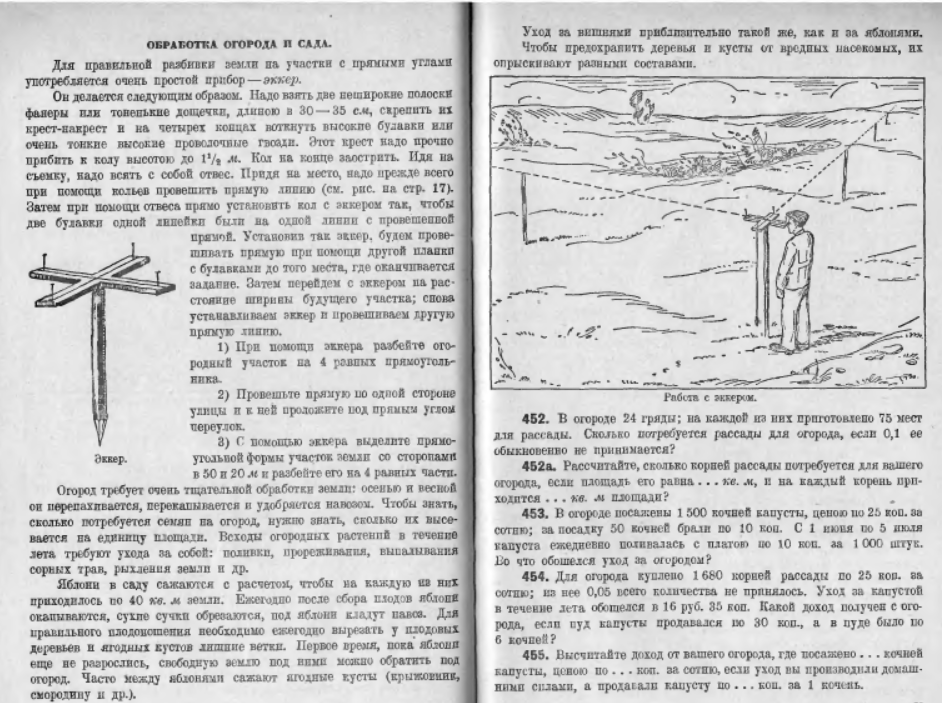 ОБРАБОТКА ОГОРОДА И САДА.
Для правильной разбивки земли на участки с прямыми углами
употребляется очень простой прибор — эккер.
Он делается следующим образом. Надо взять две неширокие полоски
фанеры или тоненькие дощечки, длиною в 30 — 35 см, скрепить их
крест-накрест и на четырех концах воткнуть высокие булавки или
очень тонкие высокие проволочные гвозди. Этот крест надо прочно
прибить к колу высотою до 1 1/2 м. Кол на конце заострить. Идя на
съемку, надо взять с собой отвес. Придя на место, надо прежде всего
при помощи кольев провешить прямую линию (см. рис. на стр. 17).
Затем при помощи отвеса прямо установить кол с эккером так, чтобы
две булавки одной линейки были на одной линии с провешенной
прямой. Установив так эккер, будем прове-
шивать прямую при помощи другой планки
с булавками до того места, где оканчивается
задание. Затем перейдем с эккером на рас-
стояние ширины будущего участка; снова
устанавливаем эккер и провешиваем другую
прямую линию.
1) При помощи эккера разбейте ого-
родный участок на 4 равных прямоуголь-
ника.
2) Провешьте прямую по одной стороне
улицы и к ней проложите под прямым углом
переулок.
3) С помощью эккера выделите прямо-
угольной формы участок земли со сторонами
в 50 и 20 м и разбейте его на 4 равных части.
Эккер.
Огород требует очень тщательной обработки земли: осенью и весной
он перепахивается, перекапывается и удобряется навозом. Чтобы знать,
сколько потребуется семян на огород, нужно знать, сколько их высе-
вается на единицу площади. Всходы огородных растений в течение
лета требуют ухода за собой: поливки, прореживания, выпалывания
сорных трав, рыхления земли и др.
Яблони в саду сажаются с расчетом, чтобы на каждую из них
приходилось по 40 кв. м земли. Ежегодно после сбора плодов яблони
окапываются, сухие сучки обрезаются, под яблони кладут навоз. Для
правильного плодоношения необходимо ежегодно вырезать у плодовых
деревьев и ягодных кустов лишние ветки. Первое время, пока яблони
еще не разрослись, свободную землю под ними можно обратить под
огород. Часто между яблонями сажают ягодные кусты (крыжовник,
смородину и др.).
Уход за вишнями приблизительно такой же, как и за яблонями.
Чтобы предохранить деревья и кусты от вредных насекомых, их
опрыскивают разными составами.
Работа с эккером.
452. В огороде 24 гряды; на каждой из них приготовлено 75 мест
для рассады. Сколько потребуется рассады для огорода, если 0,1 ее
обыкновенно не принимается?
452а. Рассчитайте, сколько корней рассады потребуется для вашего
огорода, если площадь его равна . . . кв. м, и на каждый корень при-
ходится . . . кв. м площади?
453. В огороде посажены 1 500 кочней капусты, ценою по 25 коп. за
сотню; за посадку 50 кочней брали по 10 коп. С 1 июня по 5 июля
капуста ежедневно поливалась с платою по 10 коп. за 1 000 штук.
Во что обошелся уход за огородом?
454. Для огорода куплено 1 680 корней рассады по 25 коп. за
сотню; из нее 0,05 всего количества не принялось. Уход за капустой
в течение лета обошелся в 16 руб. 35 коп. Какой доход получен с ого-
рода, если пуд капусты продавался по 30 коп., а в пуде было по
6 кочней?
455. Высчитайте доход от вашего огорода, где посажено . . . кочней
капусты, ценою по . . . коп. за сотню, если уход вы производили домаш-
ними силами, а продавали капусту по . . . коп. за 1 кочень.